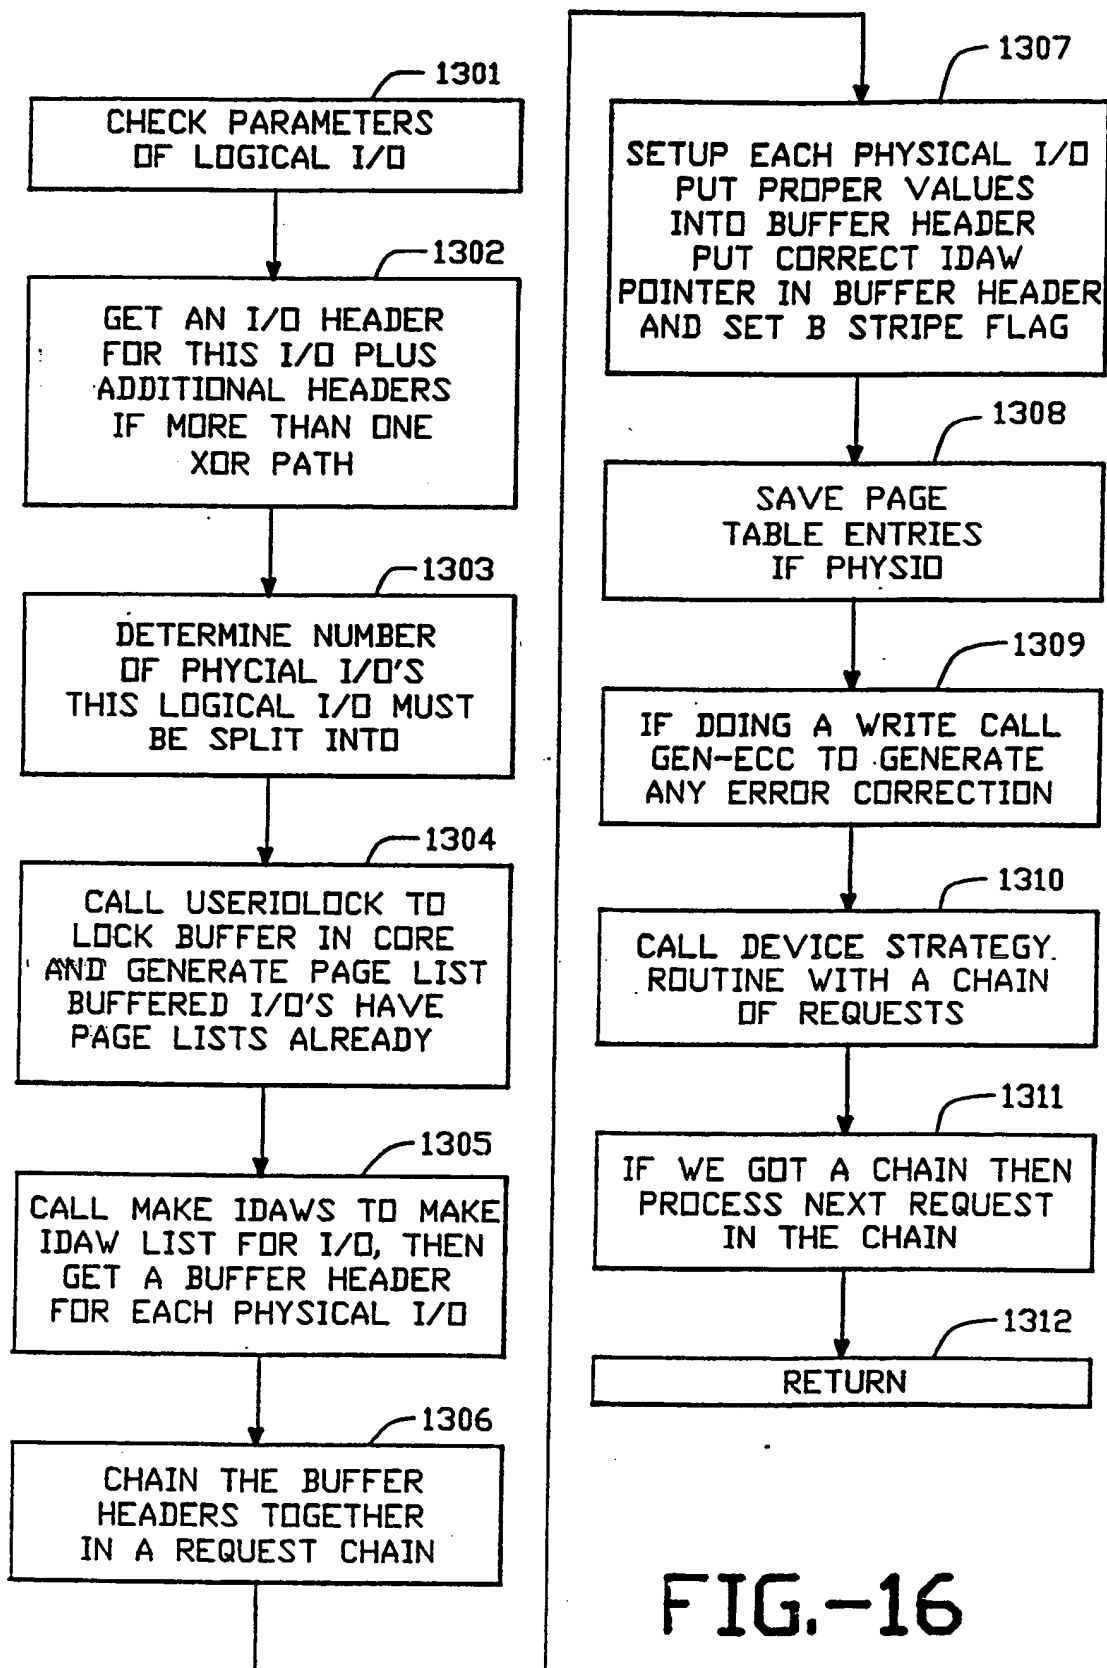 1301
CHECK PARAMETERS
OF LOGICAL I/O
1302
GET AN I/O HEADER
FOR THIS I/O PLUS
ADDITIONAL HEADERS
IF MORE THAN ONE
XOR PATH
1303
DETERMINE NUMBER
OF PHYCIAL I/O'S
THIS LOGICAL I/O MUST
BE SPLIT INTO
1304
CALL USERIOLOCK TO
LOCK BUFFER IN CORE
AND GENERATE PAGE LIST
BUFFERED I/O'S HAVE
PAGE LISTS ALREADY
1305
CALL MAKE IDAWS TO MAKE
IDAW LIST FOR I/O, THEN
GET A BUFFER HEADER
FOR EACH PHYSICAL I/O
1306
CHAIN THE BUFFER
HEADERS TOGETHER
IN A REQUEST CHAIN
1307
SETUP EACH PHYSICAL I/O
PUT PROPER VALUES
INTO BUFFER HEADER
PUT CORRECT IDAW
POINTER IN BUFFER HEADER
AND SET B STRIPE FLAG
1308
SAVE PAGE
TABLE ENTRIES
IF PHYSIO
1309
IF DOING A WRITE CALL
GEN-ECC TO GENERATE
ANY ERROR CORRECTION
1310
CALL DEVICE STRATEGY
ROUTINE WITH A CHAIN
OF REQUESTS
1311
IF WE GOT A CHAIN THEN
PROCESS NEXT REQUEST
IN THE CHAIN
1312
RETURN
FIG.-16